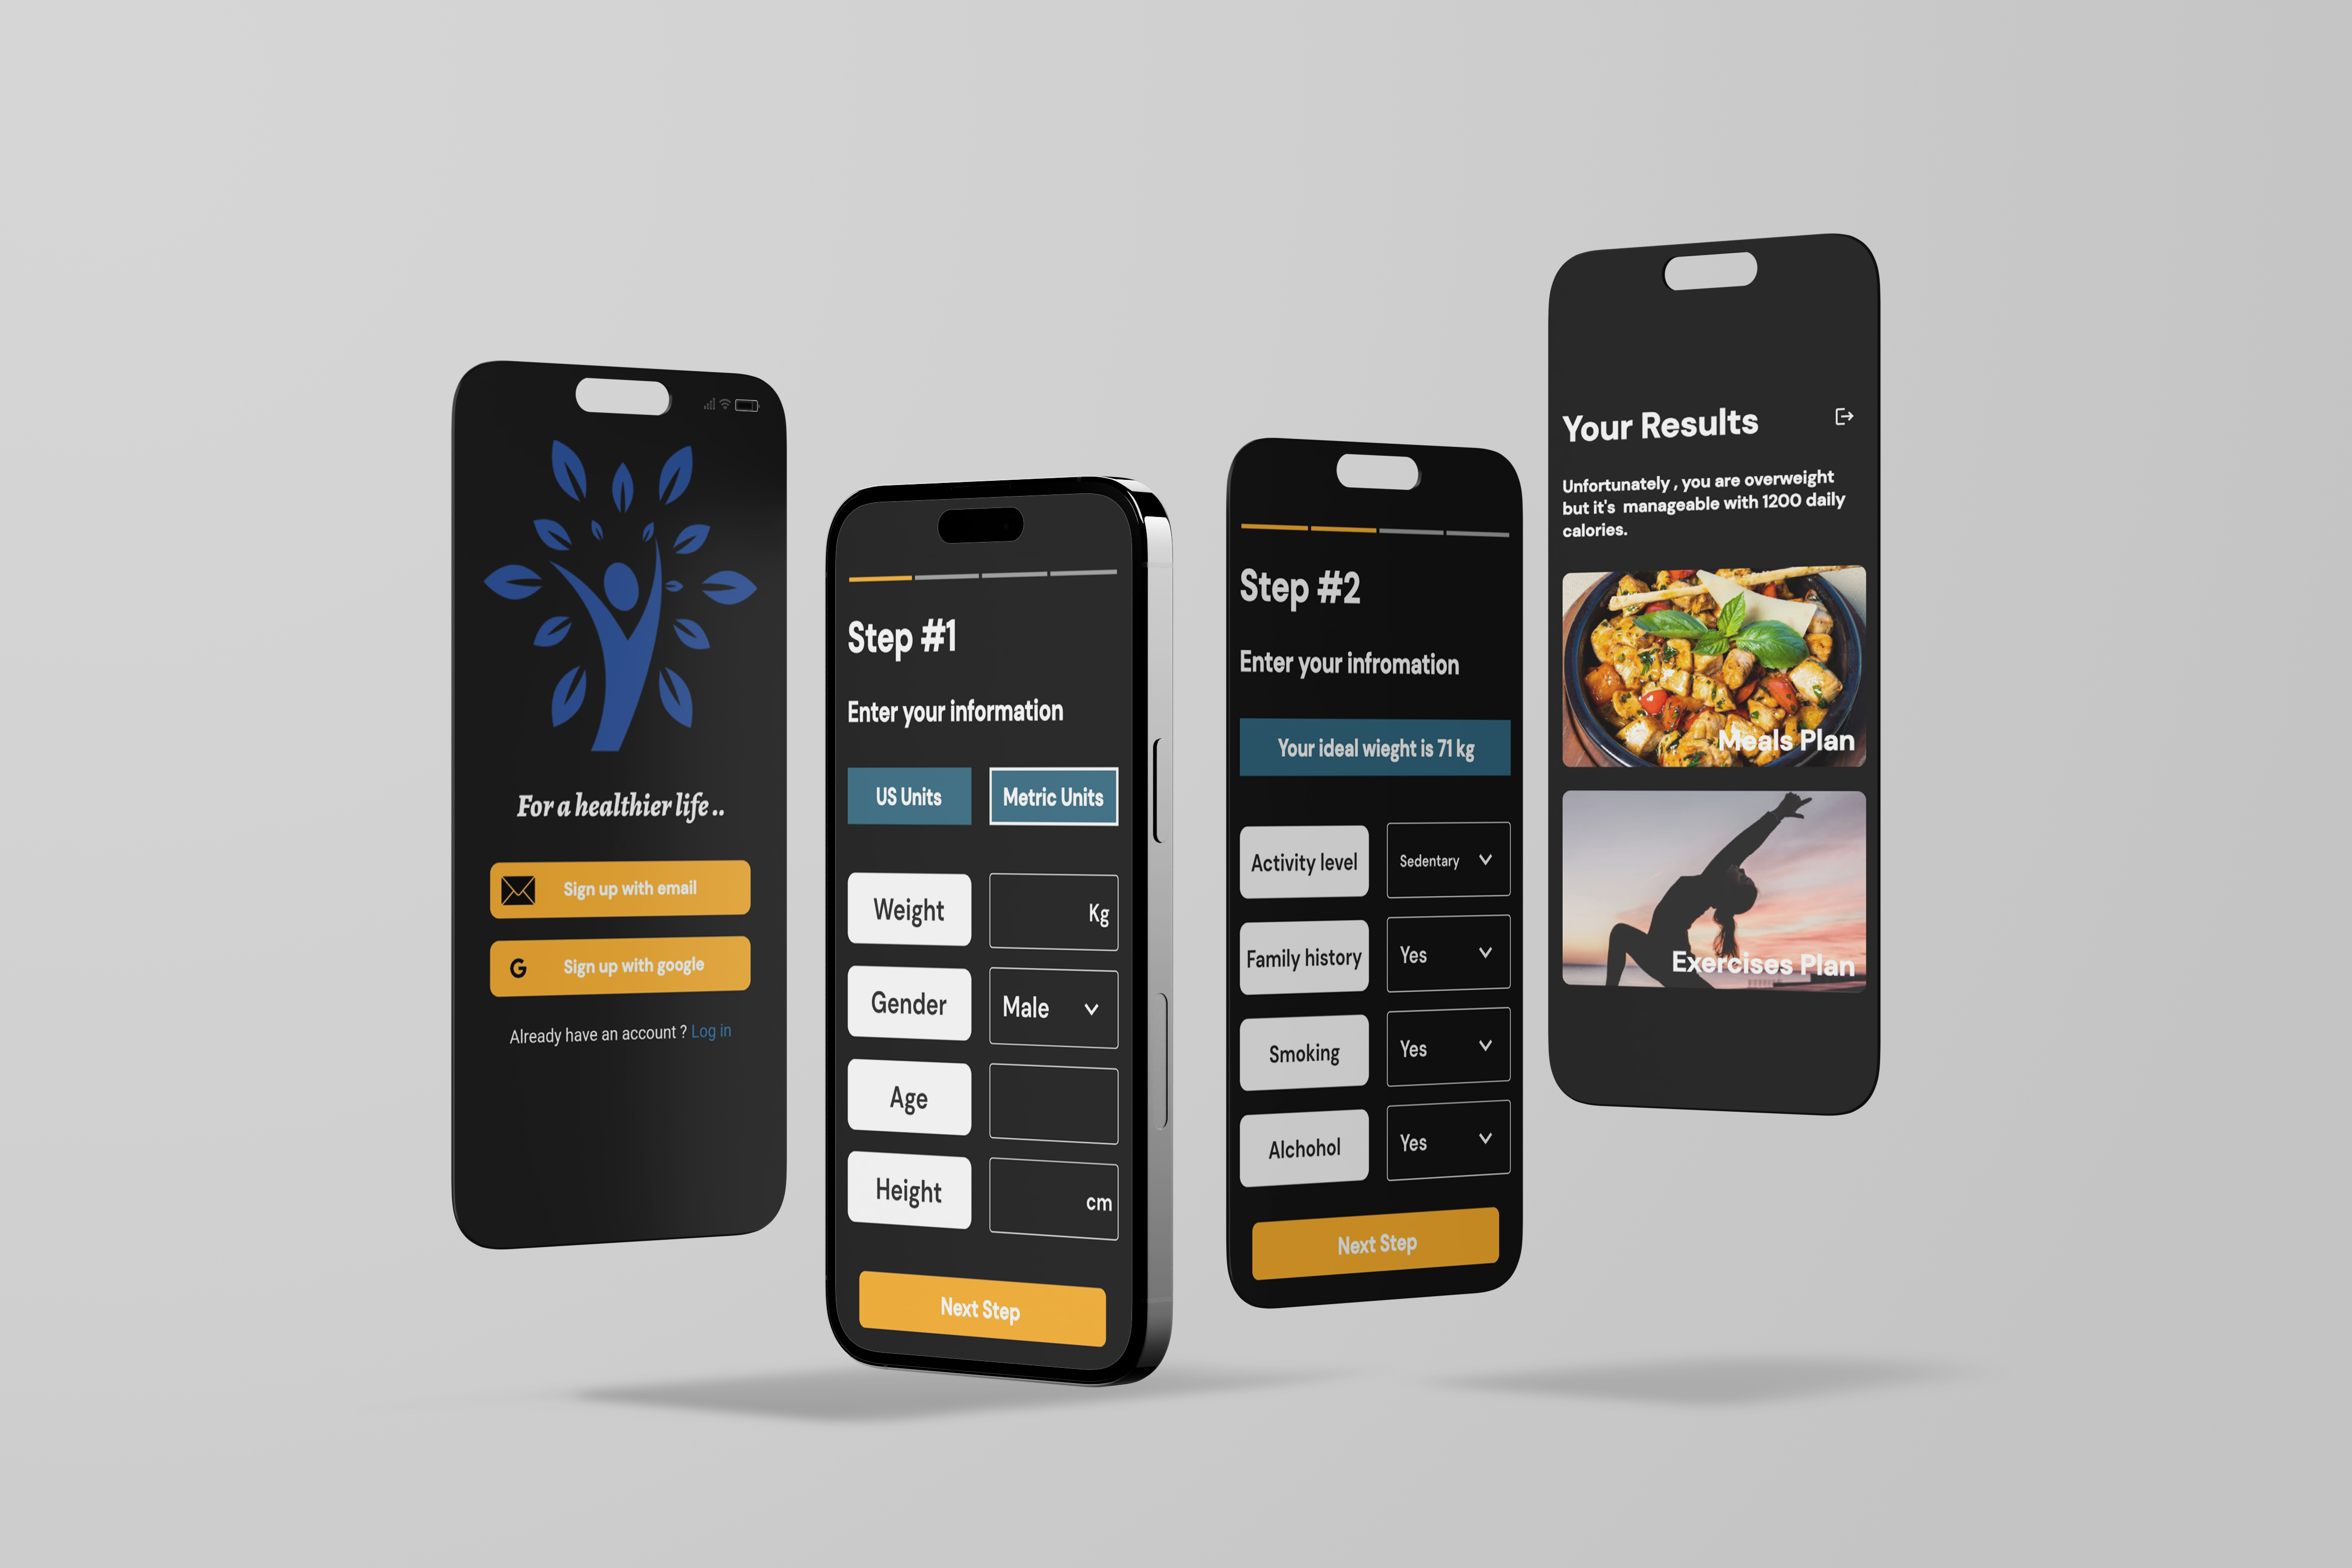 For a healthier life ..
Sign up with email
G
Sign up with google
Already have an account ? Log in
Step #1
Enter your information
US Units
Metric Units
Weight
Kg
Gender
Male
Age
Height
cm
Next Step
Step #2
Enter your infromation
Your ideal wieght is 71 kg
Activity level
Sedentary
Family history
Yes
Smoking
Yes
Alchohol
Yes
Next Step
Your Results
Unfortunately , you are overweight
but it's manageable with 1200 daily
calories.
Meals Plan
Exercises Plan